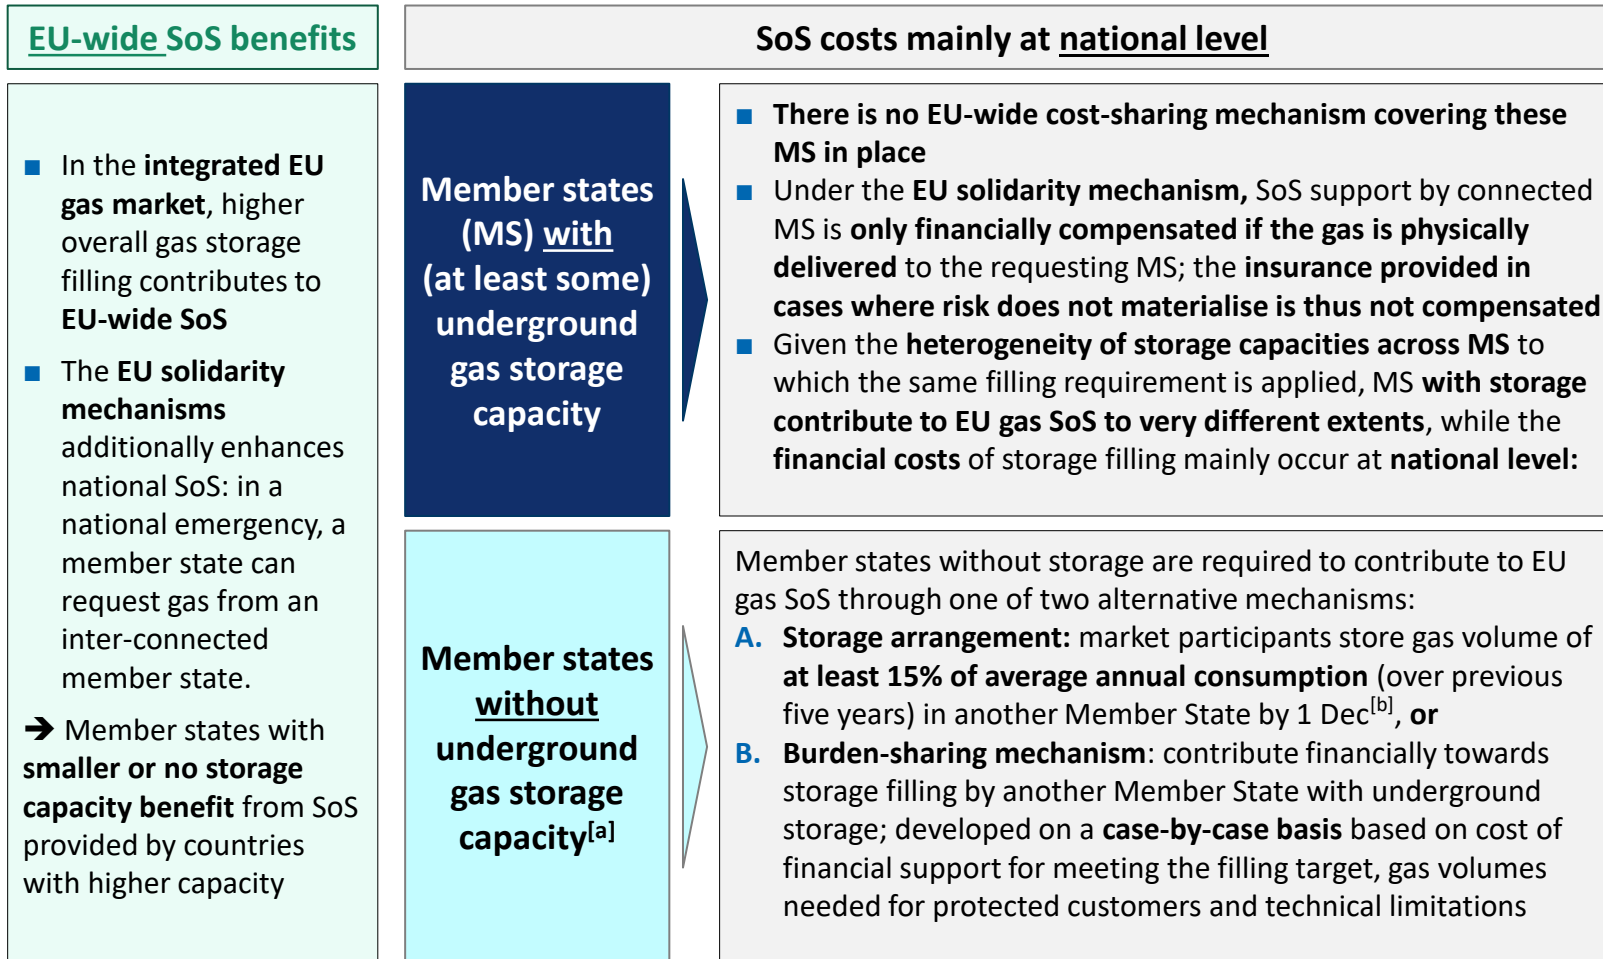 EU-wide SoS benefits
SoS costs mainly at national level
■ In the integrated EU
gas market, higher
overall gas storage
filling contributes to
EU-wide SoS
■ The EU solidarity
mechanisms
additionally enhances
national SoS: in a
national emergency, a
member state can
request gas from an
inter-connected
member state.
➔ Member states with
smaller or no storage
capacity benefit from SoS
provided by countries
with higher capacity
Member states
(MS) with
(at least some)
underground
gas storage
capacity
■ There is no EU-wide cost-sharing mechanism covering these
MS in place
■ Under the EU solidarity mechanism, SoS support by connected
MS is only financially compensated if the gas is physically
delivered to the requesting MS; the insurance provided in
cases where risk does not materialise is thus not compensated
■ Given the heterogeneity of storage capacities across MS to
which the same filling requirement is applied, MS with storage
contribute to EU gas SoS to very different extents, while the
financial costs of storage filling mainly occur at national level:
Member states
without
underground
gas storage
capacity[a]
Member states without storage are required to contribute to EU
gas SoS through one of two alternative mechanisms:
A. Storage arrangement: market participants store gas volume of
at least 15% of average annual consumption (over previous
five years) in another Member State by 1 Dec[b], or
B. Burden-sharing mechanism: contribute financially towards
storage filling by another Member State with underground
storage; developed on a case-by-case basis based on cost of
financial support for meeting the filling target, gas volumes
needed for protected customers and technical limitations